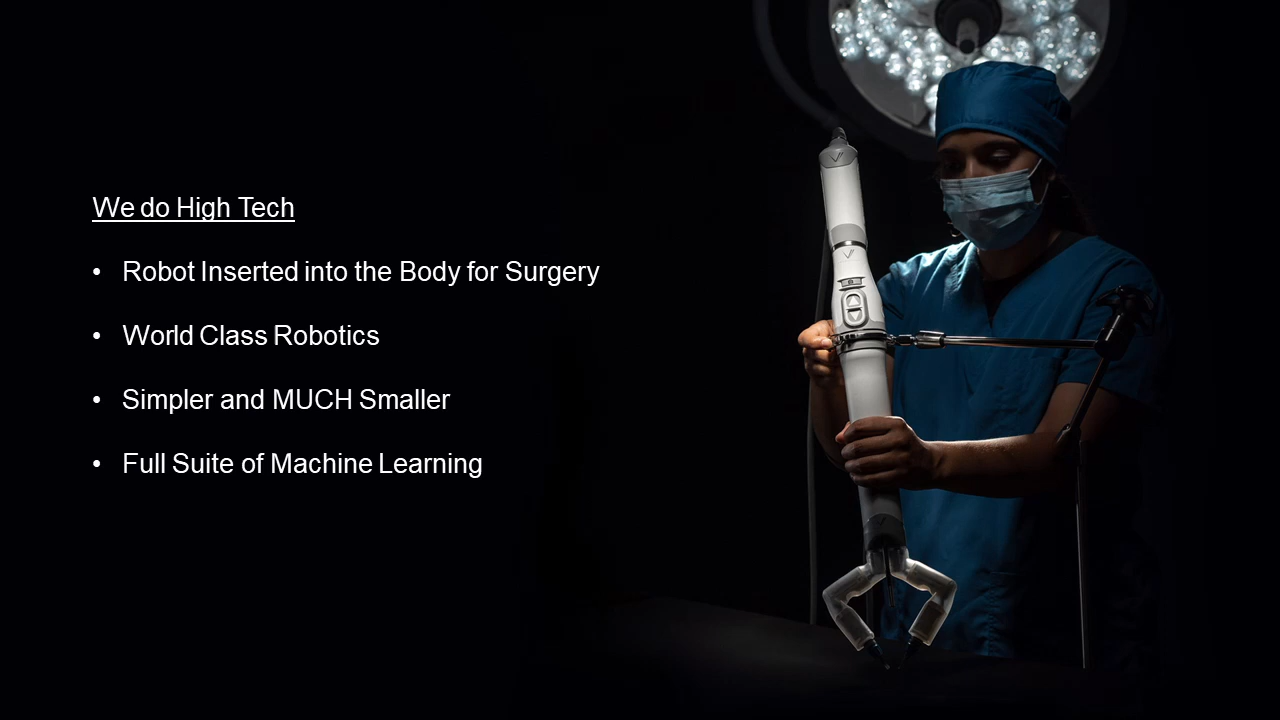 We do High Tech
• Robot Inserted into the Body for Surgery
• World Class Robotics
• Simpler and MUCH Smaller
• Full Suite of Machine Learning